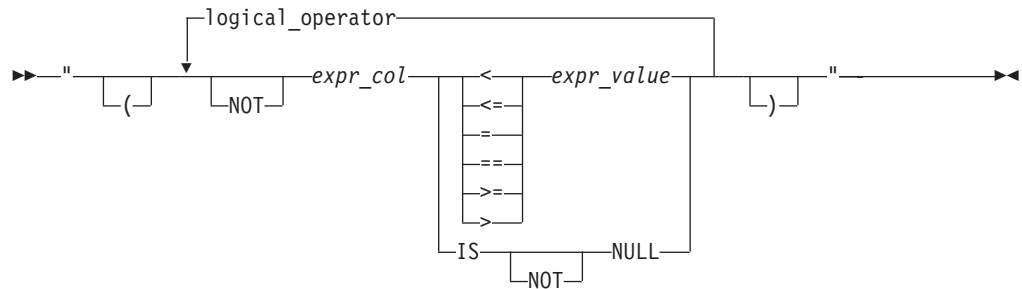 logical_operator
" expr_col < expr_value "
( NOT <= )
=
==
>=
>
IS NULL
NOT